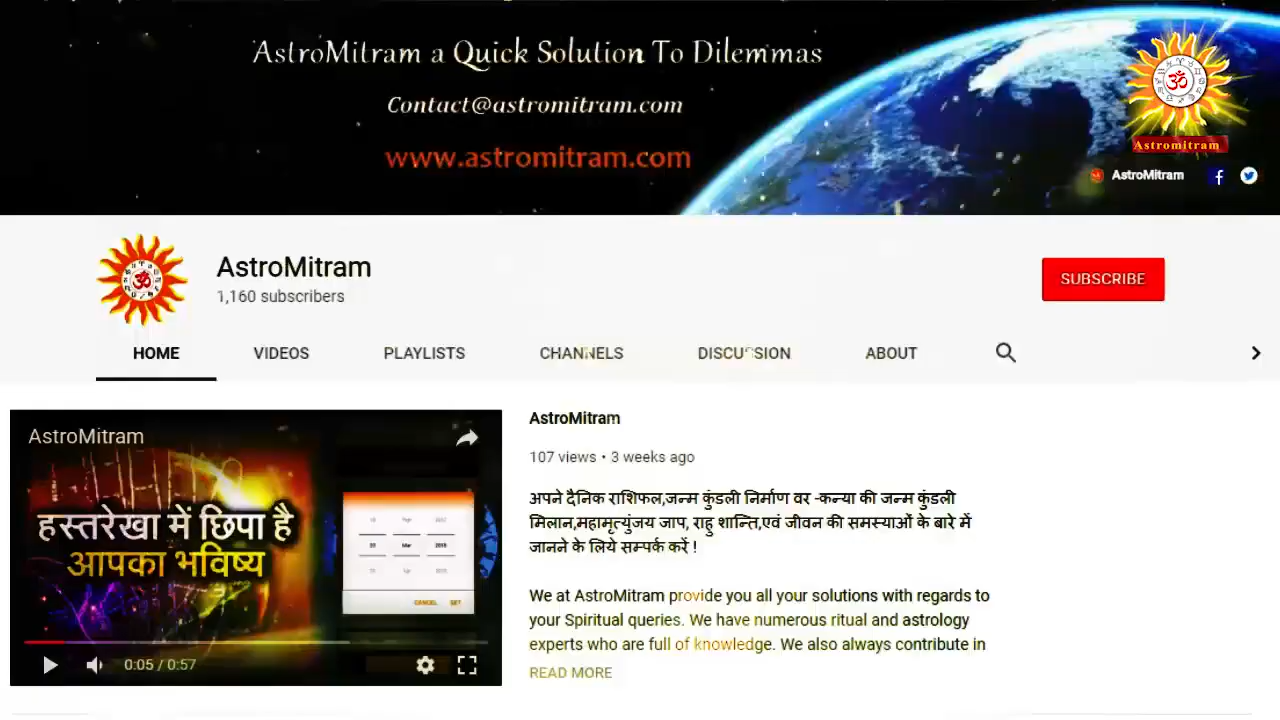 AstroMitram a Quick Solution To Dilemmas
Contact@astromitram.com
www.astromitram.com
Astromitram
AstroMitram
AstroMitram
1,160 subscribers
SUBSCRIBE
HOME VIDEOS PLAYLISTS CHANNELS DISCUSSION ABOUT
AstroMitram
हस्तरेखा में छिपा है
आपका भविष्य
Mar
CANCEL SET
0:05 / 0:57
AstroMitram
107 views • 3 weeks ago
अपने दैनिक राशिफल,जन्म कुंडली निर्माण वर -कन्या की जन्म कुंडली
मिलान,महामृत्युंजय जाप, राहु शान्ति,एवं जीवन की समस्याओं के बारे में
जानने के लिये सम्पर्क करें !
We at AstroMitram provide you all your solutions with regards to
your Spiritual queries. We have numerous ritual and astrology
experts who are full of knowledge. We also always contribute in
READ MORE